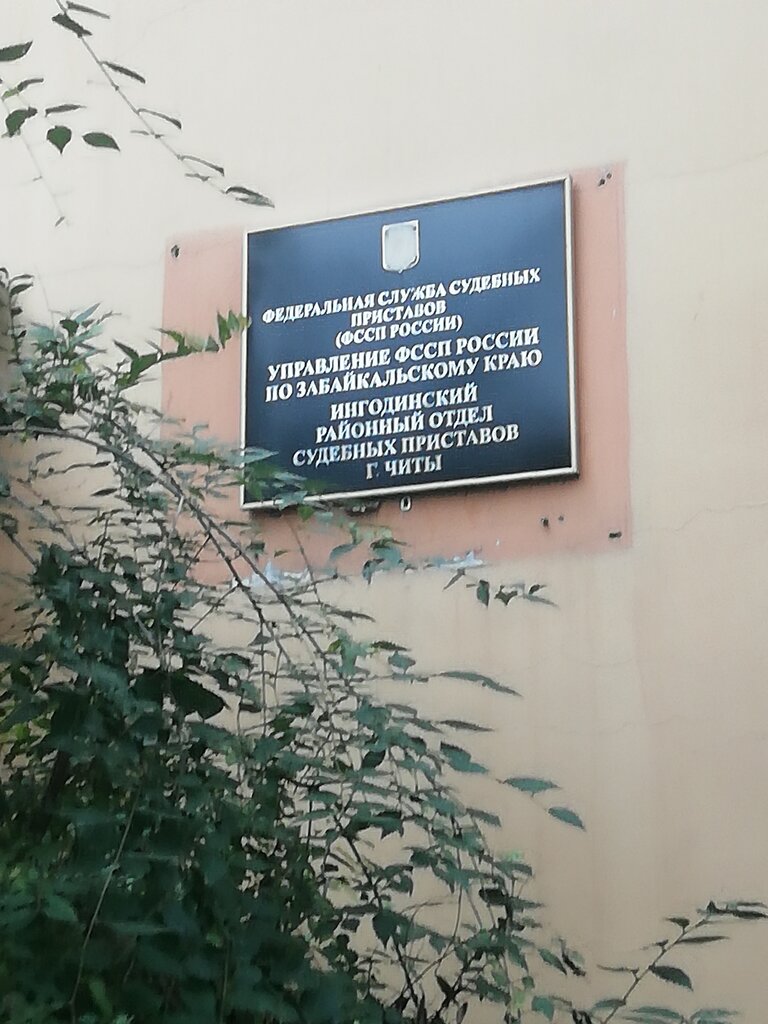 ФЕДЕРАЛЬНАЯ СЛУЖБА СУДЕБНЫХ
ПРИСТАВОВ
(ФССП РОССИИ)
УПРАВЛЕНИЕ ФССП РОССИИ
ПО ЗАБАЙКАЛЬСКОМУ КРАЮ
ИНГОДИНСКИЙ
РАЙОННЫЙ ОТДЕЛ
СУДЕБНЫХ ПРИСТАВОВ
Г. ЧИТЫ